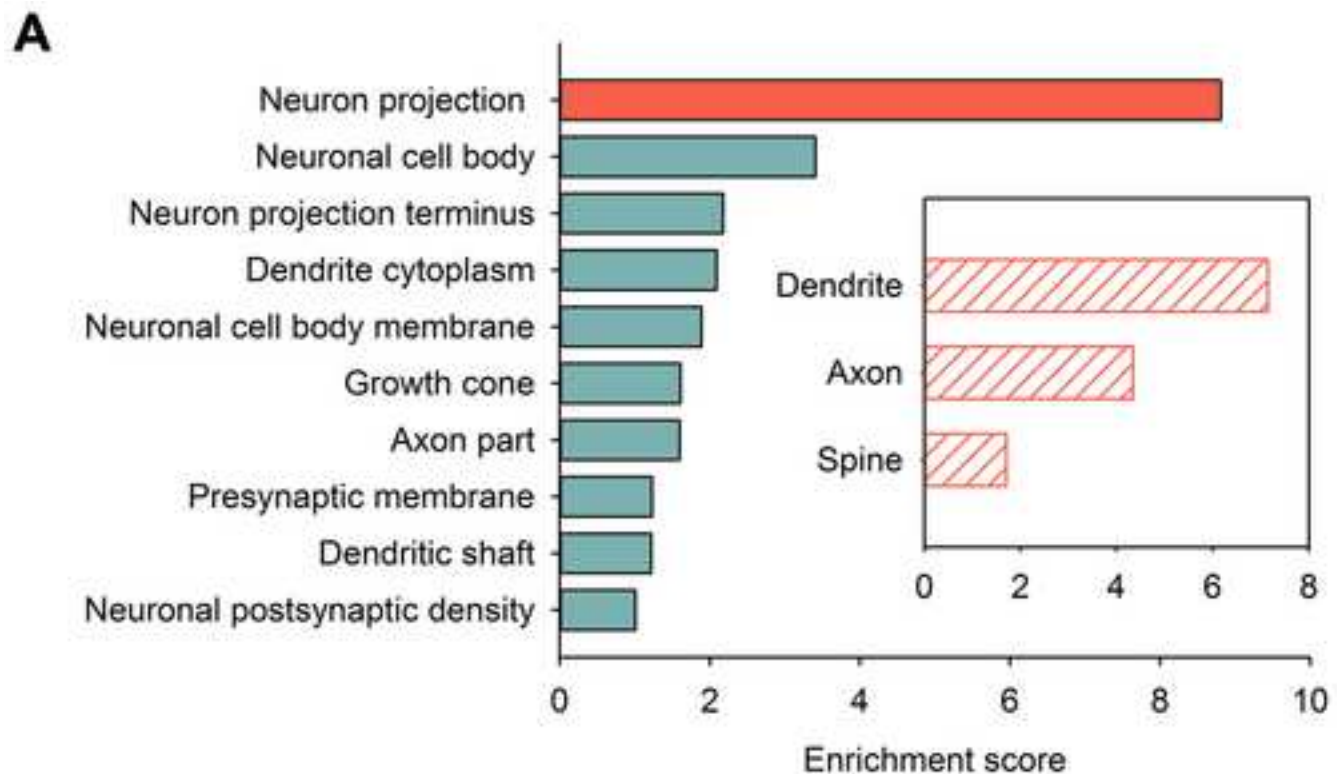 A
Neuron projection
Neuronal cell body
Neuron projection terminus
Dendrite cytoplasm
Neuronal cell body membrane
Growth cone
Axon part
Presynaptic membrane
Dendritic shaft
Neuronal postsynaptic density
0 2 4 6 8 10
Enrichment score
Dendrite
Axon
Spine
0 2 4 6 8